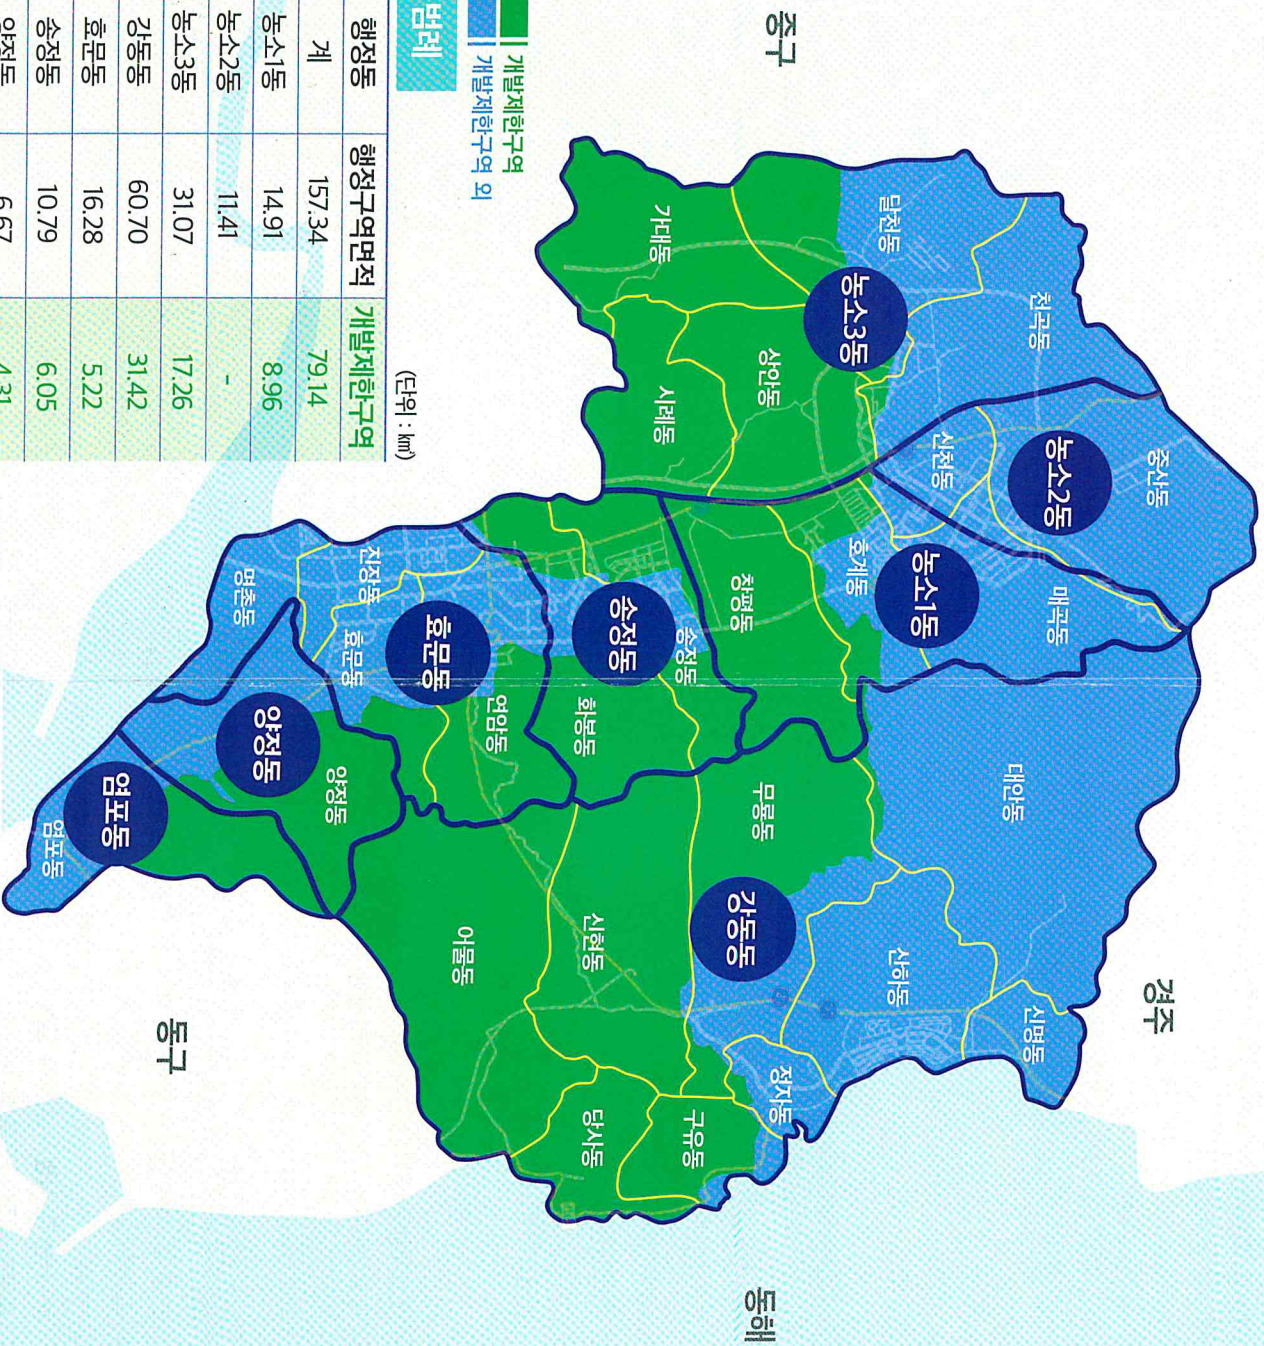 중구
경주
동구
동해
범례
개발제한구역
개발제한구역 외
(단위 : ㎢)
행정동 행정구역면적 개발제한구역
계 157.34 79.14
농소1동 14.91 8.96
농소2동 11.41 -
농소3동 31.07 17.26
강동동 60.70 31.42
효문동 16.28 5.22
송정동 10.79 6.05
양정동 6.67 4.31
농소2동
중산동
신천동
천곡동
달천동
농소3동
가대동
상안동
시례동
매곡동
농소1동
호계동
창평동
송정동
송정동
화봉동
진장동
명촌동
효문동
효문동
연암동
양정동
양정동
염포동
염포동
대안동
무룡동
강동동
산하동
신명동
정자동
구유동
당사동
신현동
어물동